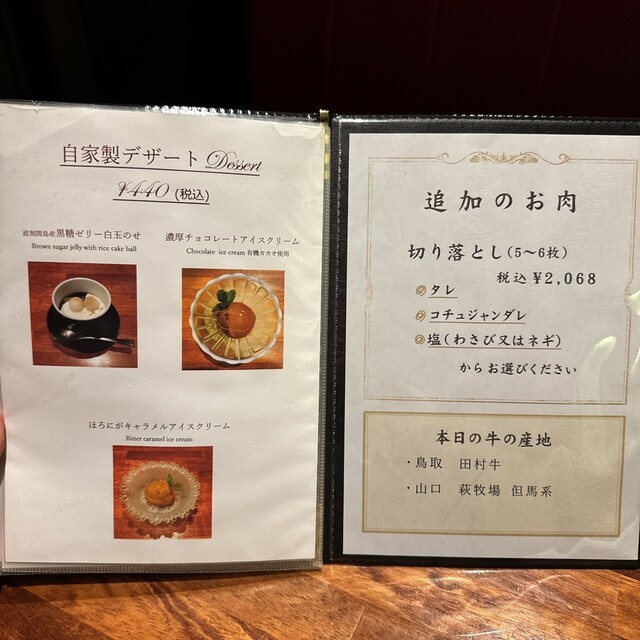 自家製デザート Dessert
¥440 (税込)
波照間島産黒糖ゼリー白玉のせ
Brown sugar jelly with rice cake ball
濃厚チョコレートアイスクリーム
Chocolate ice cream 有機カカオ使用
ほろにがキャラメルアイスクリーム
Bitter caramel ice cream
追加のお肉
切り落とし(5〜6枚)
税込¥2,068
タレ
コチュジャンダレ
塩(わさび又はネギ)
からお選びください
本日の牛の産地
・鳥取 田村牛
・山口 萩牧場 但馬系